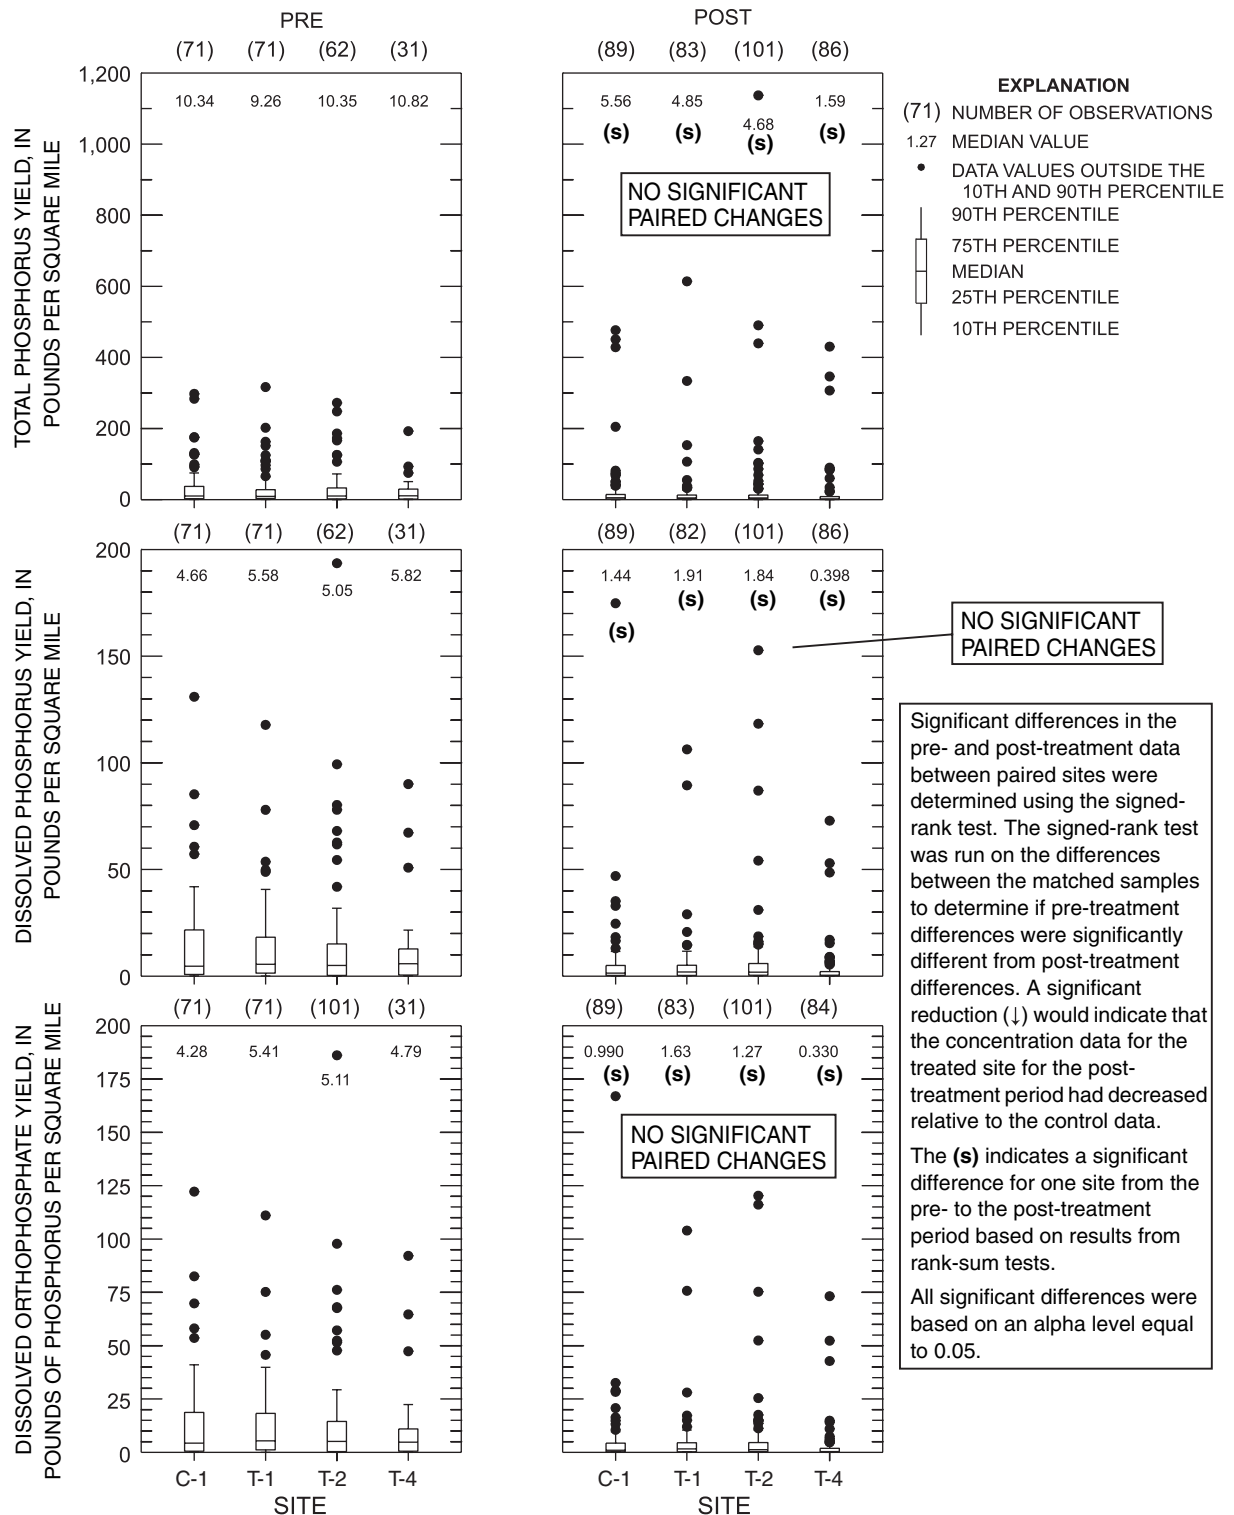 PRE
POST
(71) (71) (62) (31)
(89) (83) (101) (86)
TOTAL PHOSPHORUS YIELD, IN
POUNDS PER SQUARE MILE
1,200
1,000
800
600
400
200
0
10.34 9.26 10.35 10.82
5.56 4.85 4.68 1.59
(s) (s) (s) (s)
NO SIGNIFICANT
PAIRED CHANGES
EXPLANATION
(71) NUMBER OF OBSERVATIONS
1.27 MEDIAN VALUE
DATA VALUES OUTSIDE THE
10TH AND 90TH PERCENTILE
90TH PERCENTILE
75TH PERCENTILE
MEDIAN
25TH PERCENTILE
10TH PERCENTILE
(71) (71) (62) (31)
(89) (82) (101) (86)
DISSOLVED PHOSPHORUS YIELD, IN
POUNDS PER SQUARE MILE
200
150
100
50
0
4.66 5.58 5.05 5.82
1.44 1.91 1.84 0.398
(s) (s) (s) (s)
NO SIGNIFICANT
PAIRED CHANGES
(71) (71) (101) (31)
(89) (83) (101) (84)
DISSOLVED ORTHOPHOSPHATE YIELD, IN
POUNDS OF PHOSPHORUS PER SQUARE MILE
200
175
150
125
100
75
50
25
0
4.28 5.41 5.11 4.79
0.990 1.63 1.27 0.330
(s) (s) (s) (s)
NO SIGNIFICANT
PAIRED CHANGES
C-1 T-1 T-2 T-4
SITE
C-1 T-1 T-2 T-4
SITE
Significant differences in the
pre- and post-treatment data
between paired sites were
determined using the signed-
rank test. The signed-rank test
was run on the differences
between the matched samples
to determine if pre-treatment
differences were significantly
different from post-treatment
differences. A significant
reduction (↓) would indicate that
the concentration data for the
treated site for the post-
treatment period had decreased
relative to the control data.
The (s) indicates a significant
difference for one site from the
pre- to the post-treatment
period based on results from
rank-sum tests.
All significant differences were
based on an alpha level equal
to 0.05.